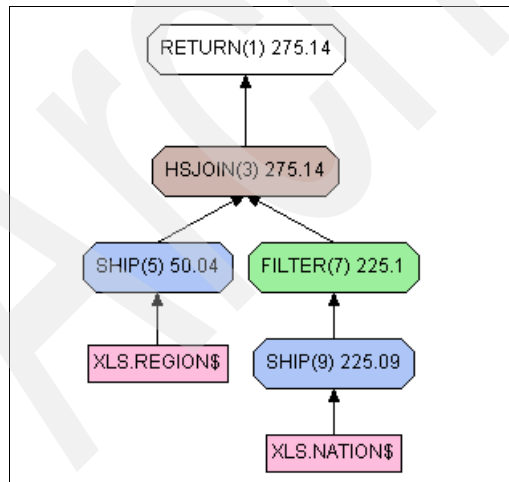 RETURN(1) 275.14
HSJOIN(3) 275.14
SHIP(5) 50.04
FILTER(7) 225.1
XLS.REGION$
SHIP(9) 225.09
XLS.NATION$